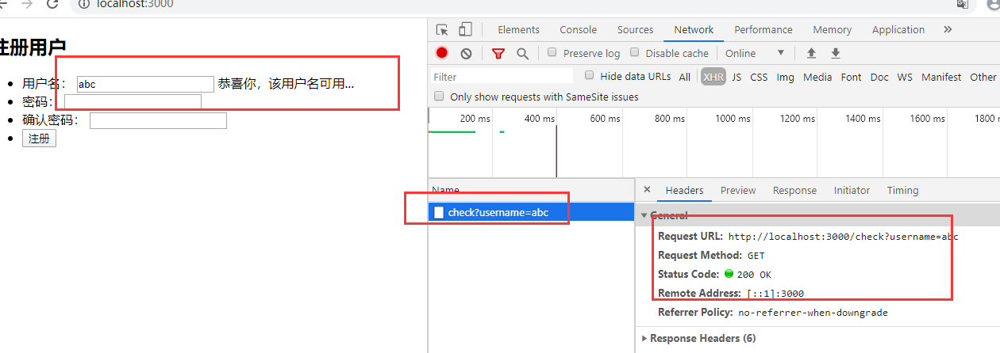 localhost:3000
注册用户
用户名： abc 恭喜你，该用户名可用...
密码：
确认密码：
注册
Elements Console Sources Network Performance Memory Application »
Preserve log Disable cache Online
Filter Hide data URLs All XHR JS CSS Img Media Font Doc WS Manifest Other
Only show requests with SameSite issues
200 ms 400 ms 600 ms 800 ms 1000 ms 1200 ms 1400 ms 1600 ms 1800 m
Name
check?username=abc
× Headers Preview Response Initiator Timing
General
Request URL: http://localhost:3000/check?username=abc
Request Method: GET
Status Code: 200 OK
Remote Address: [::1]:3000
Referrer Policy: no-referrer-when-downgrade
Response Headers (6)